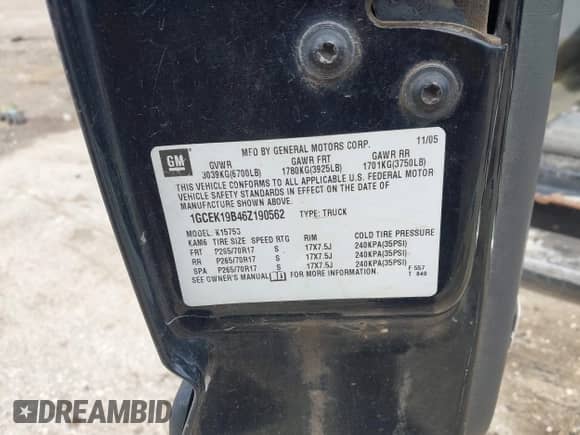 GM
MFD BY GENERAL MOTORS CORP. 11/05
GVWR GAWR FRT GAWR RR
3039KG(6700LB) 1780KG(3925LB) 1701KG(3750LB)
THIS VEHICLE CONFORMS TO ALL APPLICABLE U.S. FEDERAL MOTOR
VEHICLE SAFETY STANDARDS IN EFFECT ON THE DATE OF
MANUFACTURE SHOWN ABOVE.
1GCEK19B46Z190562 TYPE: TRUCK
MODEL: K15753
KAM6 TIRE SIZE SPEED RTG RIM COLD TIRE PRESSURE
FRT P265/70R17 S 17X7.5J 240KPA(35PSI)
RR P265/70R17 S 17X7.5J 240KPA(35PSI)
SPA P265/70R17 S 17X7.5J 240KPA(35PSI)
SEE OWNER'S MANUAL FOR MORE INFORMATION.
F 557
T 846
DREAMBID